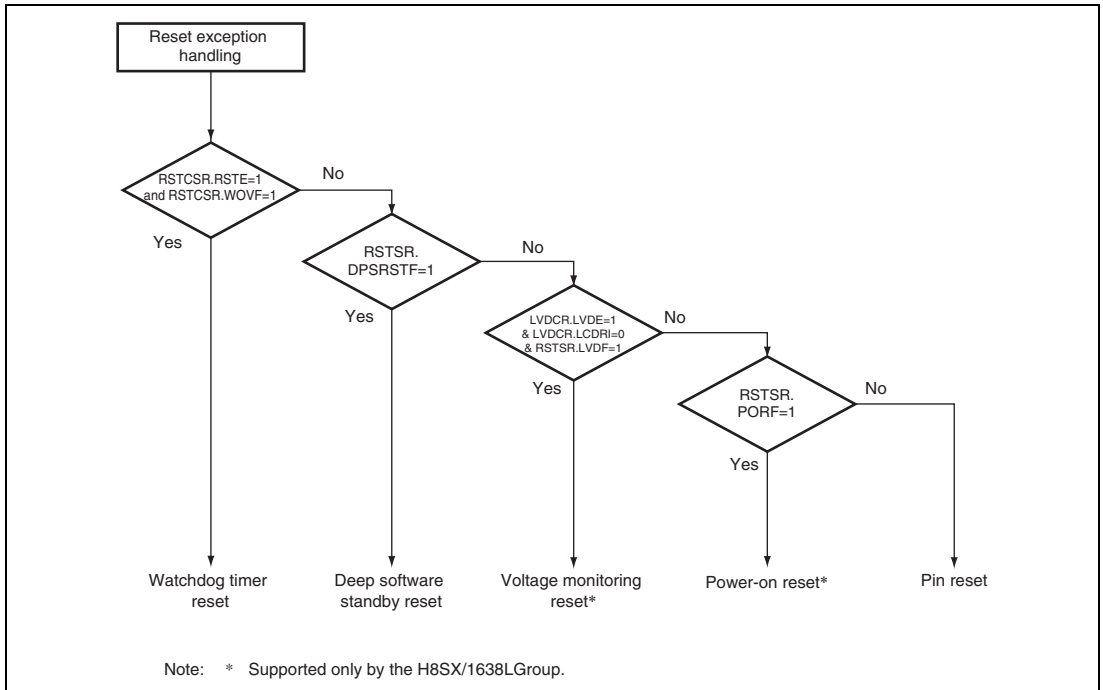 Reset exception
handling
RSTCSR.RSTE=1
and RSTCSR.WOVF=1
No
Yes
RSTSR.
DPSRSTF=1
No
Yes
LVDCR.LVDE=1
& LVDCR.LCDRI=0
& RSTSR.LVDF=1
No
Yes
RSTSR.
PORF=1
No
Yes
Watchdog timer
reset
Deep software
standby reset
Voltage monitoring
reset*
Power-on reset*
Pin reset
Note: * Supported only by the H8SX/1638LGroup.